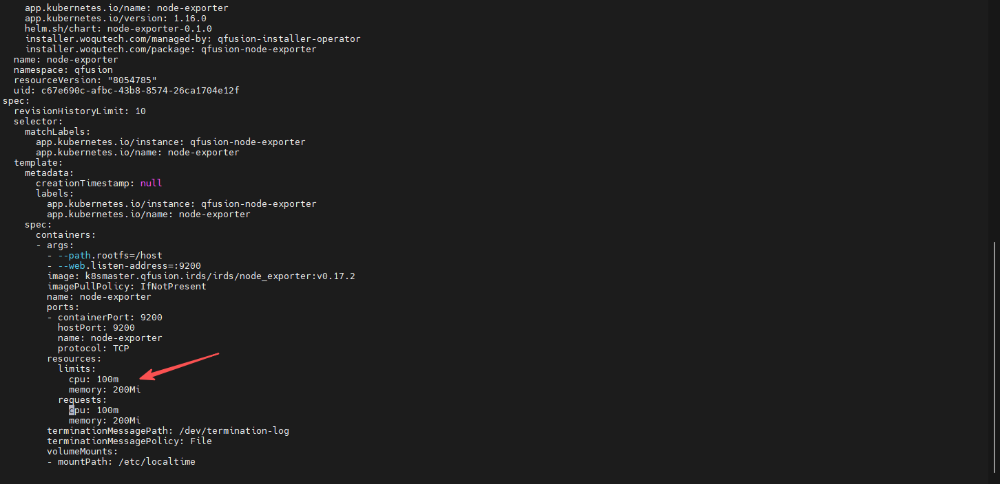 app.kubernetes.io/name: node-exporter
    app.kubernetes.io/version: 1.16.0
    helm.sh/chart: node-exporter-0.1.0
    installer.woqutech.com/managed-by: qfusion-installer-operator
    installer.woqutech.com/package: qfusion-node-exporter
  name: node-exporter
  namespace: qfusion
  resourceVersion: "8054785"
  uid: c67e690c-afbc-43b8-8574-26ca1704e12f
spec:
  revisionHistoryLimit: 10
  selector:
    matchLabels:
      app.kubernetes.io/instance: qfusion-node-exporter
      app.kubernetes.io/name: node-exporter
  template:
    metadata:
      creationTimestamp: null
      labels:
        app.kubernetes.io/instance: qfusion-node-exporter
        app.kubernetes.io/name: node-exporter
    spec:
      containers:
      - args:
        - --path.rootfs=/host
        - --web.listen-address=:9200
        image: k8smaster.qfusion.irds/irds/node_exporter:v0.17.2
        imagePullPolicy: IfNotPresent
        name: node-exporter
        ports:
        - containerPort: 9200
          hostPort: 9200
          name: node-exporter
          protocol: TCP
        resources:
          limits:
            cpu: 100m
            memory: 200Mi
          requests:
            cpu: 100m
            memory: 200Mi
        terminationMessagePath: /dev/termination-log
        terminationMessagePolicy: File
        volumeMounts:
        - mountPath: /etc/localtime